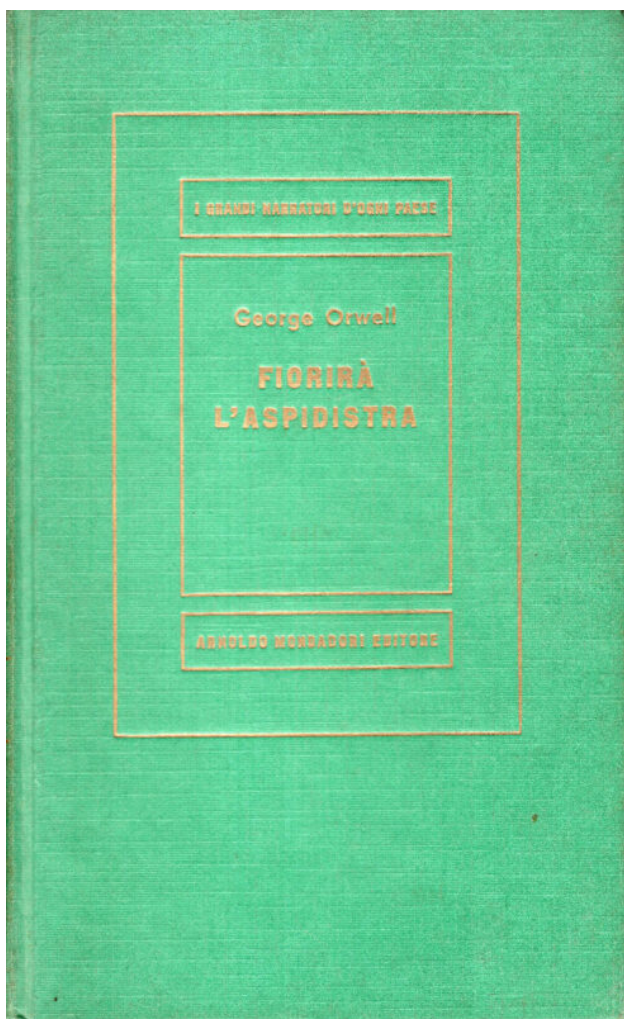 I GRANDI NARRATORI D'OGNI PAESE
George Orwell
FIORIRÀ
L'ASPIDISTRA
ARNOLDO MONDADORI EDITORE